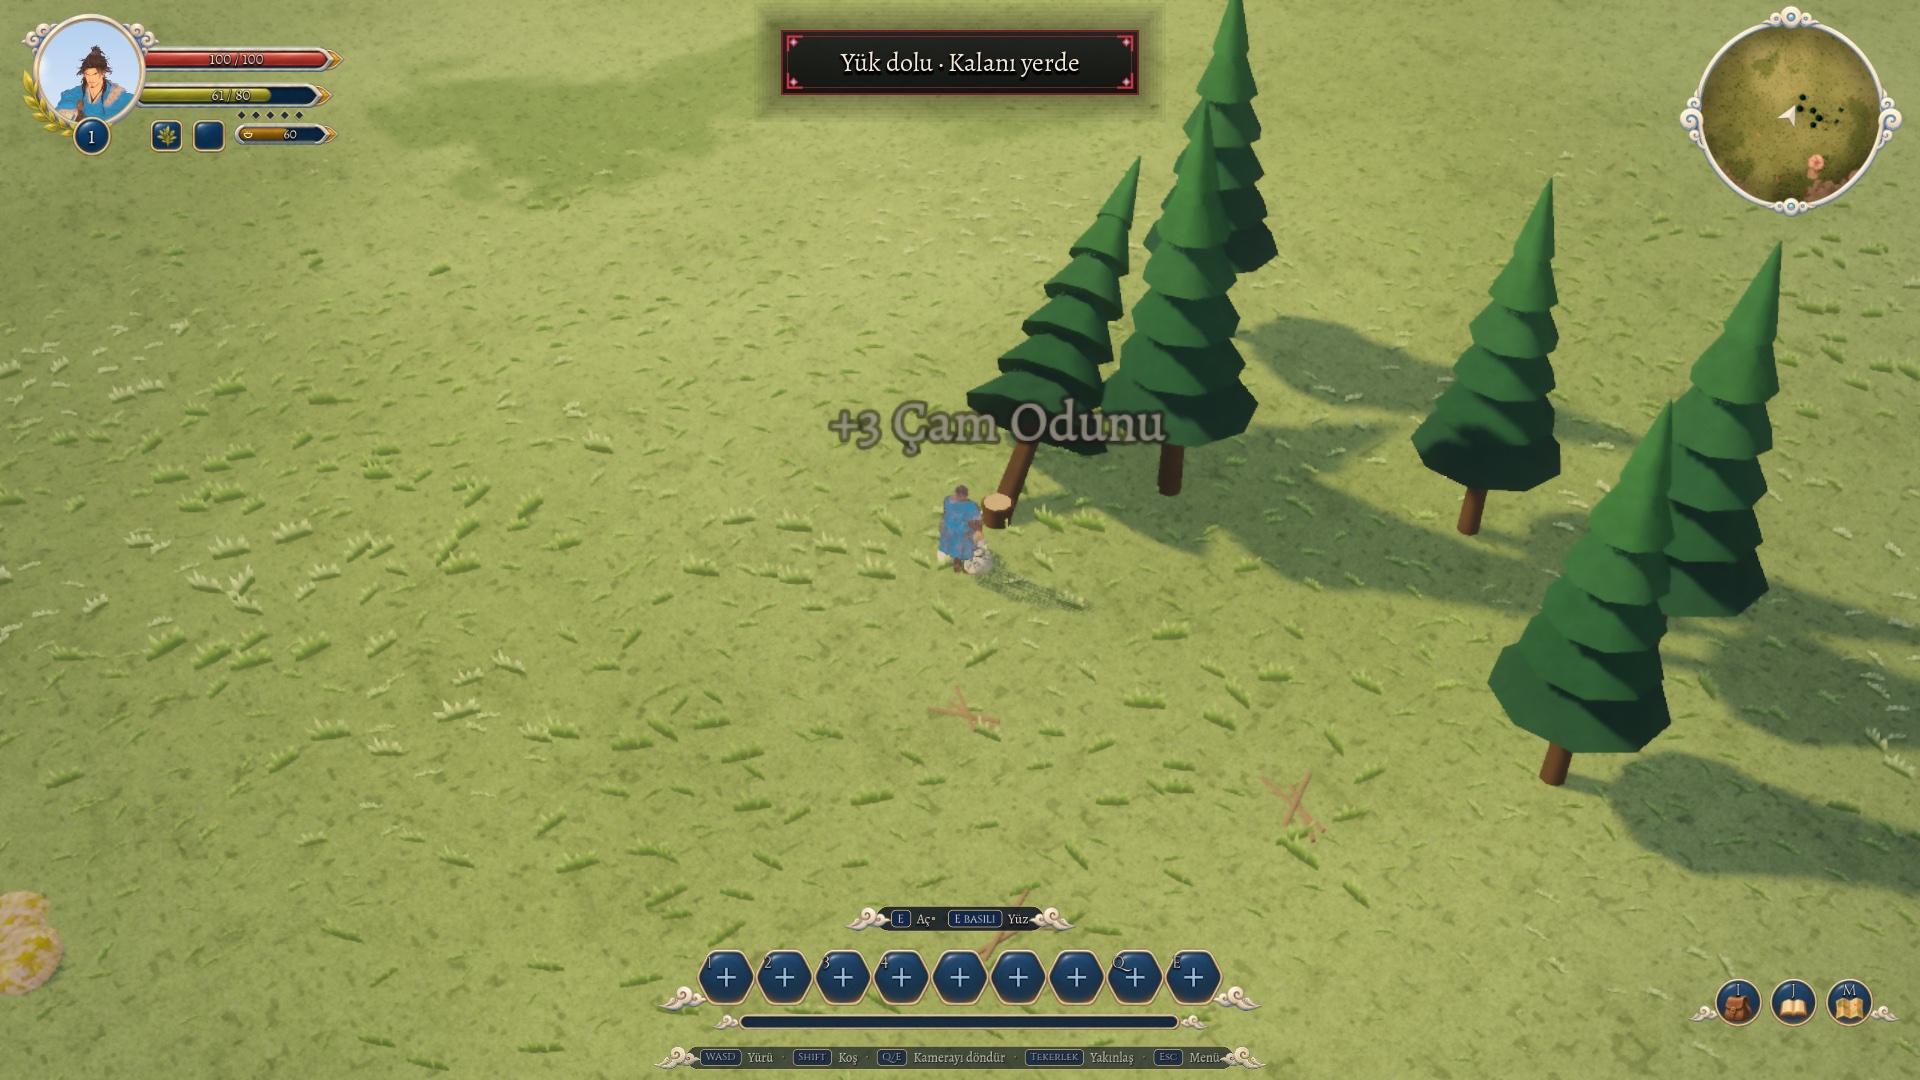 Yük dolu · Kalanı yerde
100 / 100
61 / 80
60
1
+3 Çam Odunu
E Aç · E BASILI Yüz
1 2 3 4 Q E
I J M
WASD Yürü · SHIFT Koş · Q/E Kamerayı döndür · TEKERLEK Yakınlaş · ESC Menü